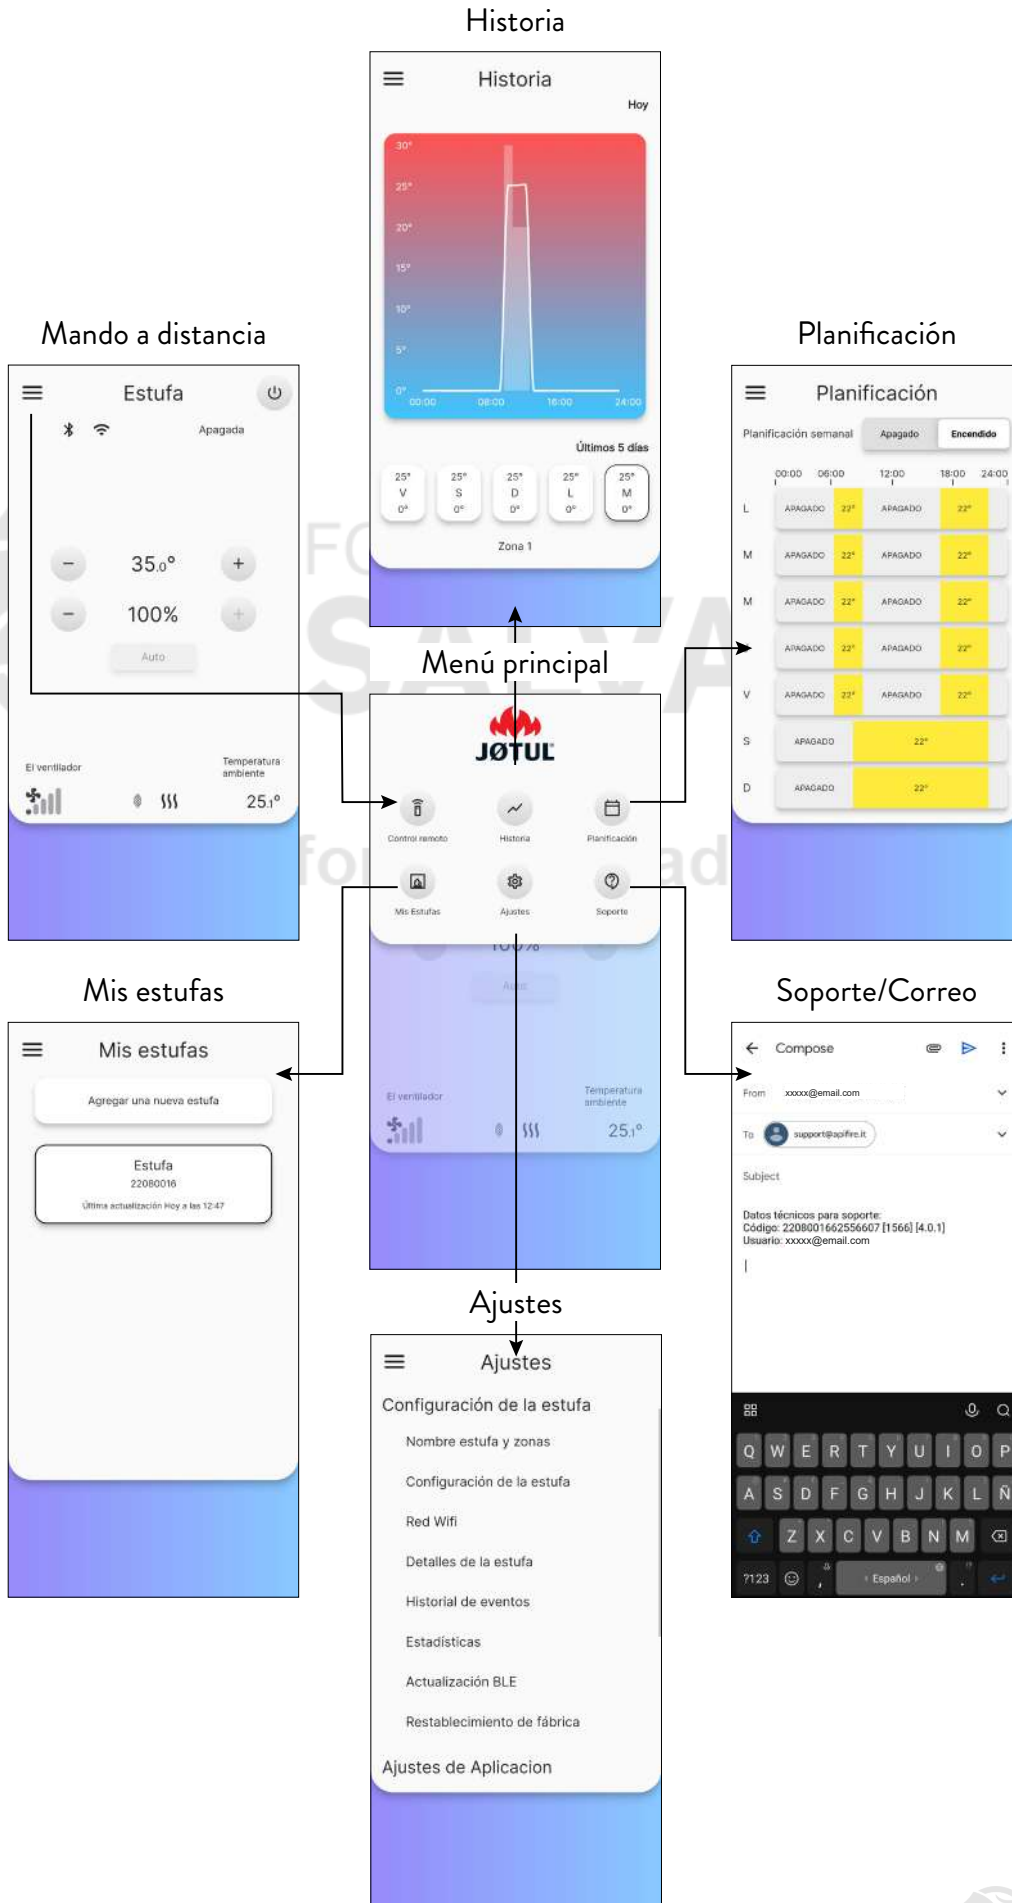 Historia
Historia
Hoy
30°
25°
20°
15°
10°
5°
0°
00:00 08:00 16:00 24:00
Últimos 5 días
25° 25° 25° 25° 25°
V S D L M
0° 0° 0° 0° 0°
Zona 1
Mando a distancia
Estufa
Apagada
35.0°
100%
Auto
El ventilador
Temperatura
ambiente
25.1°
Planificación
Planificación
Planificación semanal Apagado Encendido
00:00 06:00 12:00 18:00 24:00
L APAGADO 22° APAGADO 22°
M APAGADO 22° APAGADO 22°
M APAGADO 22° APAGADO 22°
APAGADO 22° APAGADO 22°
V APAGADO 22° APAGADO 22°
S APAGADO 22°
D APAGADO 22°
Menú principal
JØTUL
Control remoto Historia Planificación
Mis Estufas Ajustes Soporte
100%
Auto
El ventilador
Temperatura
ambiente
25.1°
Mis estufas
Mis estufas
Agregar una nueva estufa
Estufa
22080016
Última actualización Hoy a las 12:47
Soporte/Correo
Compose
From xxxxx@email.com
To support@apifire.it
Subject
Datos técnicos para soporte:
Código: 2208001662556607 [1566] [4.0.1]
Usuario: xxxxx@email.com
Q W E R T Y U I O P
A S D F G H J K L Ñ
Z X C V B N M
?123 , Español .
Ajustes
Ajustes
Configuración de la estufa
Nombre estufa y zonas
Configuración de la estufa
Red Wifi
Detalles de la estufa
Historial de eventos
Estadísticas
Actualización BLE
Restablecimiento de fábrica
Ajustes de Aplicacion